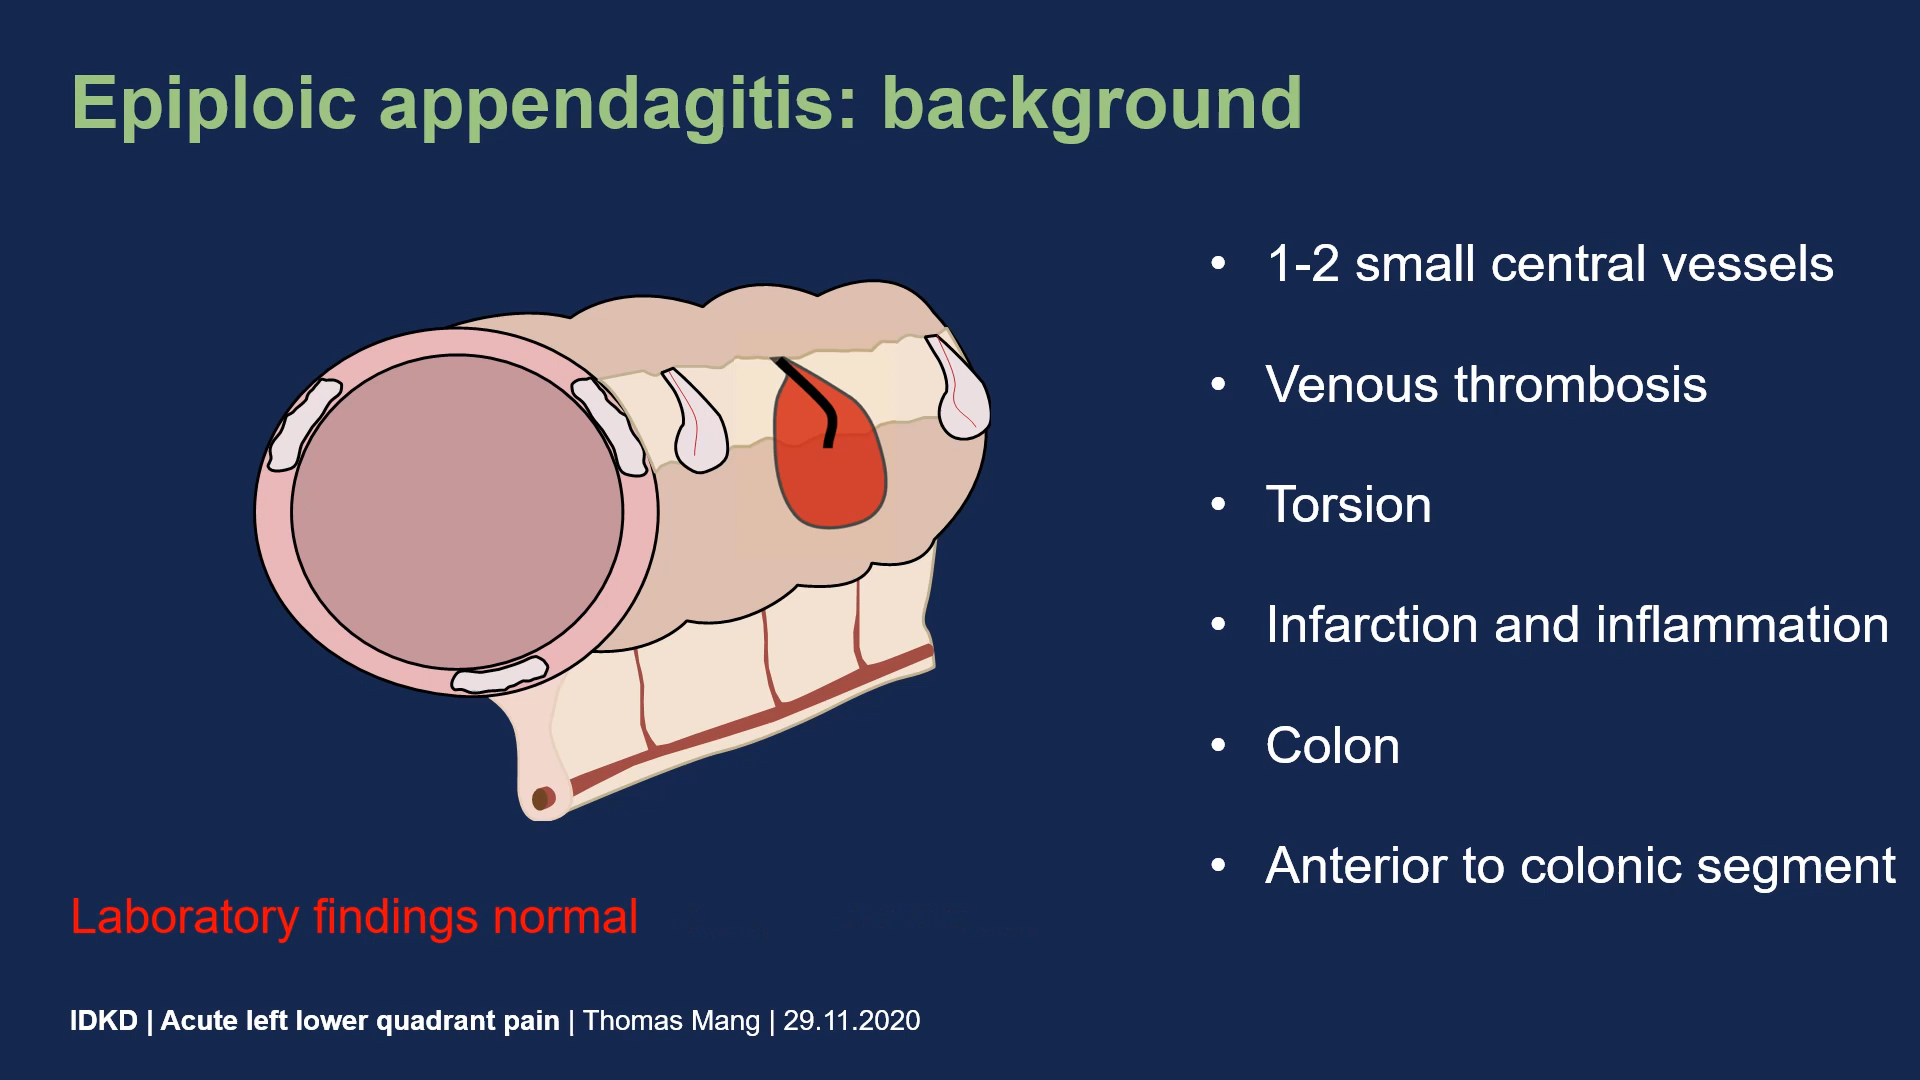 Epiploic appendagitis: background
• 1-2 small central vessels
• Venous thrombosis
• Torsion
• Infarction and inflammation
• Colon
• Anterior to colonic segment
Laboratory findings normal
IDKD | Acute left lower quadrant pain | Thomas Mang | 29.11.2020